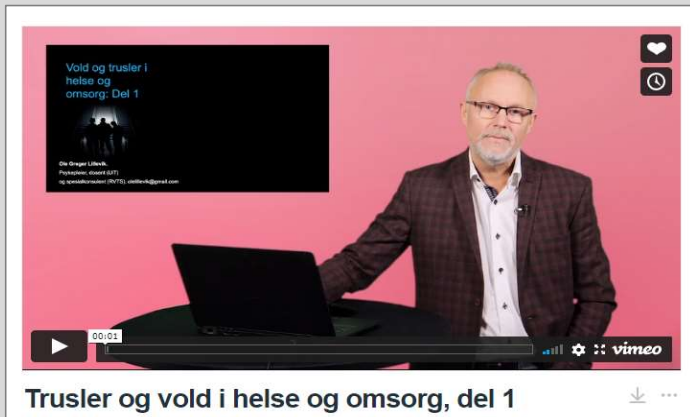 Vold og trusler i
helse og
omsorg: Del 1
Ole Greger Lillevik,
Psykepleier, dosent (UIT)
og spesialkonsulent (RVTS), olelillevik@gmail.com
00:01
vimeo
Trusler og vold i helse og omsorg, del 1